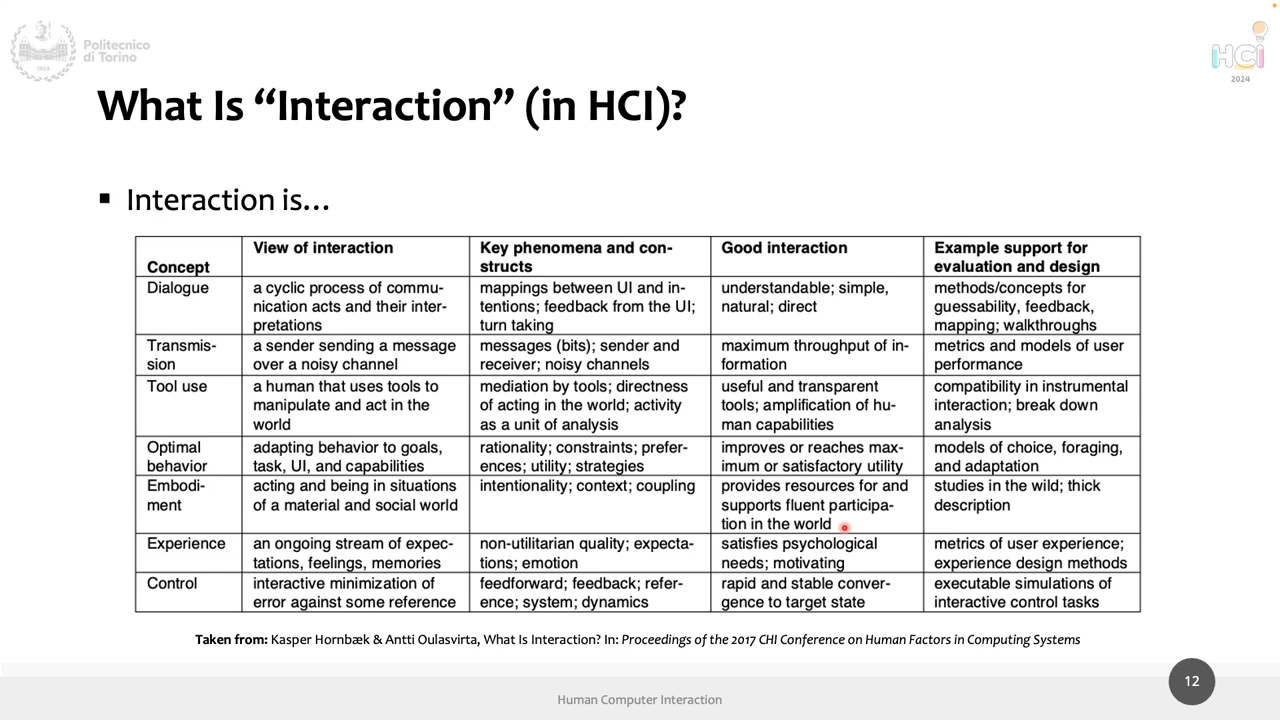 Politecnico
di Torino
1859
HCI
2024
What Is “Interaction” (in HCI)?
▪ Interaction is…
Concept
View of interaction
Key phenomena and con-
structs
Good interaction
Example support for
evaluation and design
Dialogue
a cyclic process of commu-
nication acts and their inter-
pretations
mappings between UI and in-
tentions; feedback from the UI;
turn taking
understandable; simple,
natural; direct
methods/concepts for
guessability, feedback,
mapping; walkthroughs
Transmis-
sion
a sender sending a message
over a noisy channel
messages (bits); sender and
receiver; noisy channels
maximum throughput of in-
formation
metrics and models of user
performance
Tool use
a human that uses tools to
manipulate and act in the
world
mediation by tools; directness
of acting in the world; activity
as a unit of analysis
useful and transparent
tools; amplification of hu-
man capabilities
compatibility in instrumental
interaction; break down
analysis
Optimal
behavior
adapting behavior to goals,
task, UI, and capabilities
rationality; constraints; prefer-
ences; utility; strategies
improves or reaches max-
imum or satisfactory utility
models of choice, foraging,
and adaptation
Embodi-
ment
acting and being in situations
of a material and social world
intentionality; context; coupling
provides resources for and
supports fluent participa-
tion in the world
studies in the wild; thick
description
Experience
an ongoing stream of expec-
tations, feelings, memories
non-utilitarian quality; expecta-
tions; emotion
satisfies psychological
needs; motivating
metrics of user experience;
experience design methods
Control
interactive minimization of
error against some reference
feedforward; feedback; refer-
ence; system; dynamics
rapid and stable conver-
gence to target state
executable simulations of
interactive control tasks
Taken from: Kasper Hornbæk & Antti Oulasvirta, What Is Interaction? In: Proceedings of the 2017 CHI Conference on Human Factors in Computing Systems
Human Computer Interaction
12